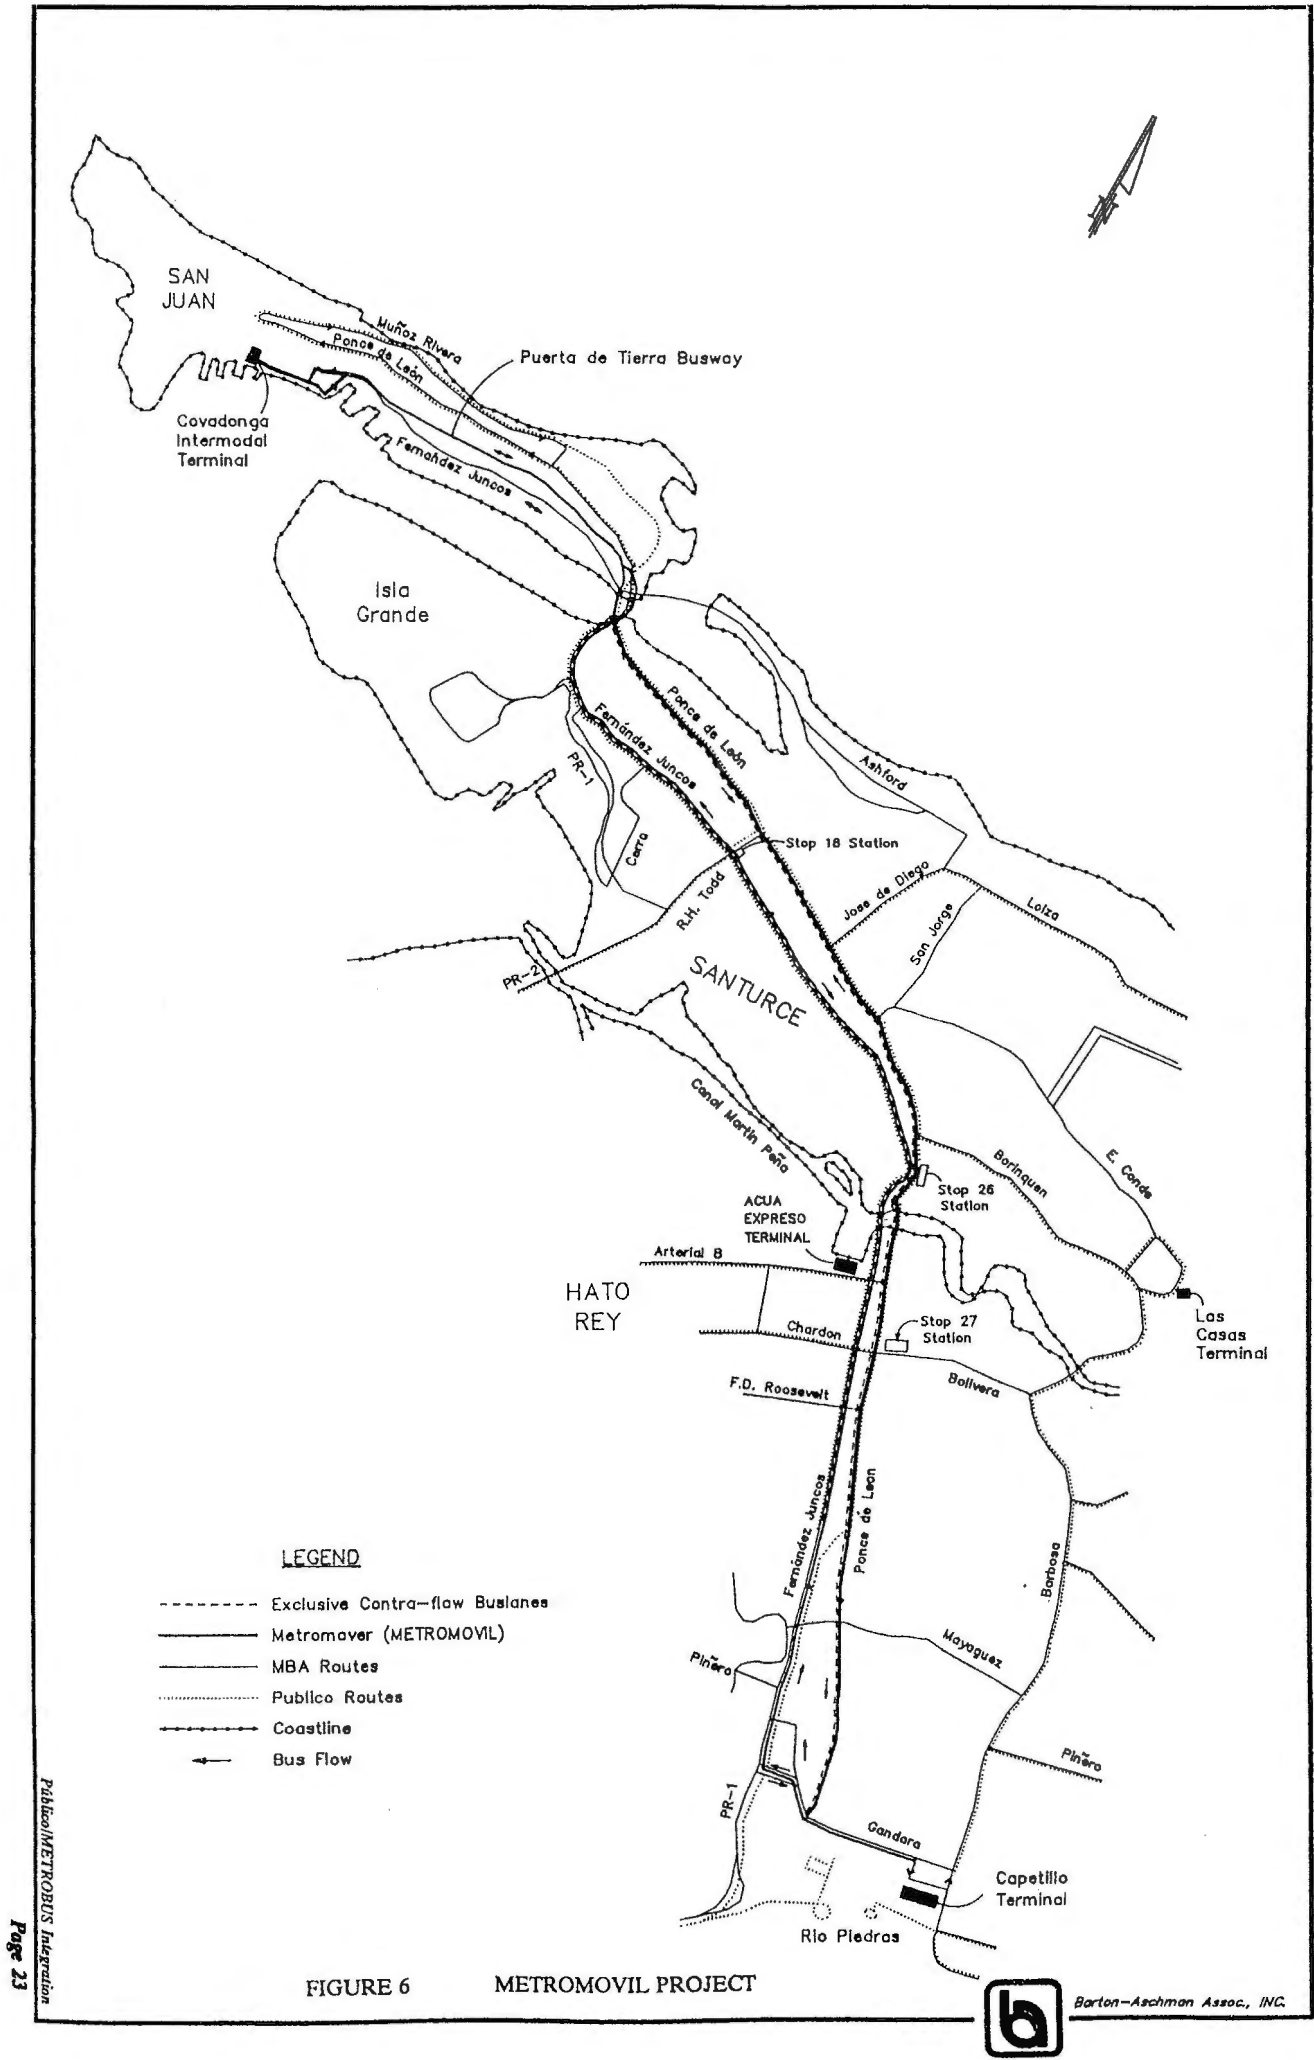 SAN
JUAN
Muñoz Rivera
Ponce de León
Puerta de Tierra Busway
Covadonga
Intermodal
Terminal
Fernández Juncos
Isla
Grande
Ponce de León
Fernández Juncos
PR-1
Ashford
Cerra
Stop 18 Station
R.H. Todd
Jose de Diego
Loiza
San Jorge
PR-2
SANTURCE
Canal Martin Peña
Borinquen
E. Conde
Stop 26
Station
ACUA
EXPRESO
TERMINAL
Arterial B
HATO
REY
Chardon
Stop 27
Station
Las
Casas
Terminal
F.D. Roosevelt
Bolivera
Fernández Juncos
Ponce de Leon
Barbosa
Mayaguez
Piñero
Piñero
PR-1
Gandara
Capetillo
Terminal
Rio Piedras
LEGEND
Exclusive Contra-flow Buslanes
Metromover (METROMOVIL)
MBA Routes
Publico Routes
Coastline
Bus Flow
FIGURE 6 METROMOVIL PROJECT
Barton-Aschman Assoc., INC.
Público/METROBUS Integration
Page 23